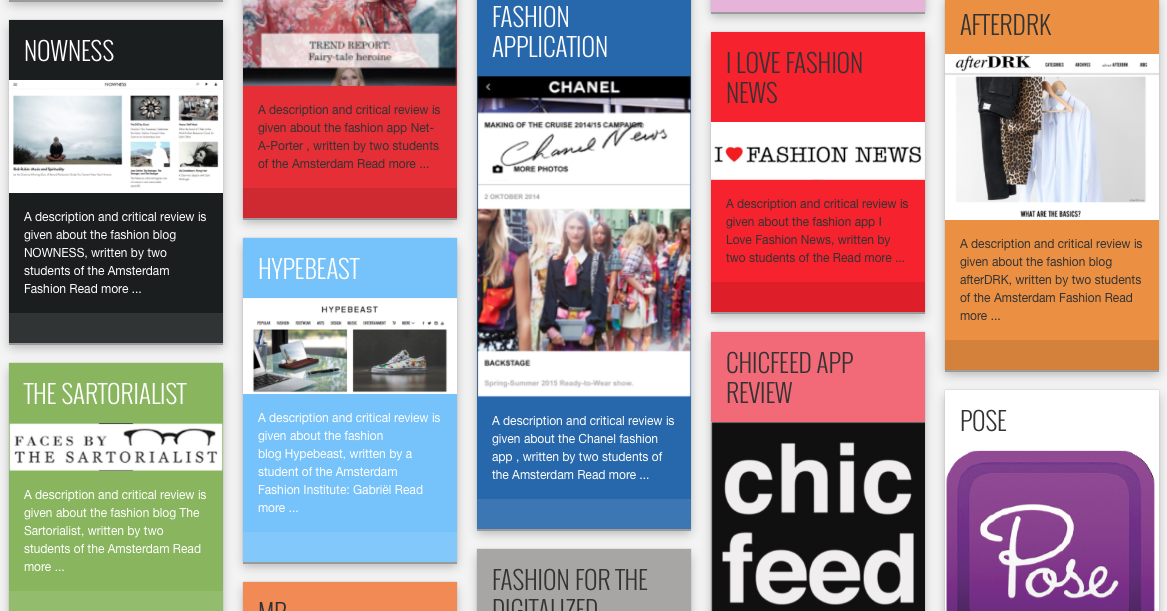 NOWNESS
NOWNESS
A description and critical review is
given about the fashion blog
NOWNESS, written by two
students of the Amsterdam
Fashion Read more ...
THE SARTORIALIST
FACES BY
THE SARTORIALIST
A description and critical review is
given about the fashion blog The
Sartorialist, written by two
students of the Amsterdam Read
more ...
TREND REPORT:
Fairy-tale heroine
A description and critical review is
given about the fashion app Net-
A-Porter , written by two students
of the Amsterdam Read more ...
HYPEBEAST
HYPEBEAST
POPULAR FASHION FOOTWEAR ARTS DESIGN MUSIC ENTERTAINMENT TV MORE
A description and critical review is
given about the fashion
blog Hypebeast, written by a
student of the Amsterdam
Fashion Institute: Gabriël Read
more ...
MR
FASHION
APPLICATION
CHANEL
MAKING OF THE CRUISE 2014/15 CAMPAIGN
Chanel News
MORE PHOTOS
2 OKTOBER 2014
BACKSTAGE
Spring-Summer 2015 Ready-to-Wear show.
A description and critical review is
given about the Chanel fashion
app , written by two students of
the Amsterdam Read more ...
FASHION FOR THE
DIGITALIZED
I LOVE FASHION
NEWS
I FASHION NEWS
A description and critical review is
given about the fashion app I
Love Fashion News, written by
two students of the Read more ...
CHICFEED APP
REVIEW
chic
feed
AFTERDRK
afterDRK CATEGORIES ARCHIVES
WHAT ARE THE BASICS?
A description and critical review is
given about the fashion blog
afterDRK, written by two students
of the Amsterdam Fashion Read
more ...
POSE
Pose